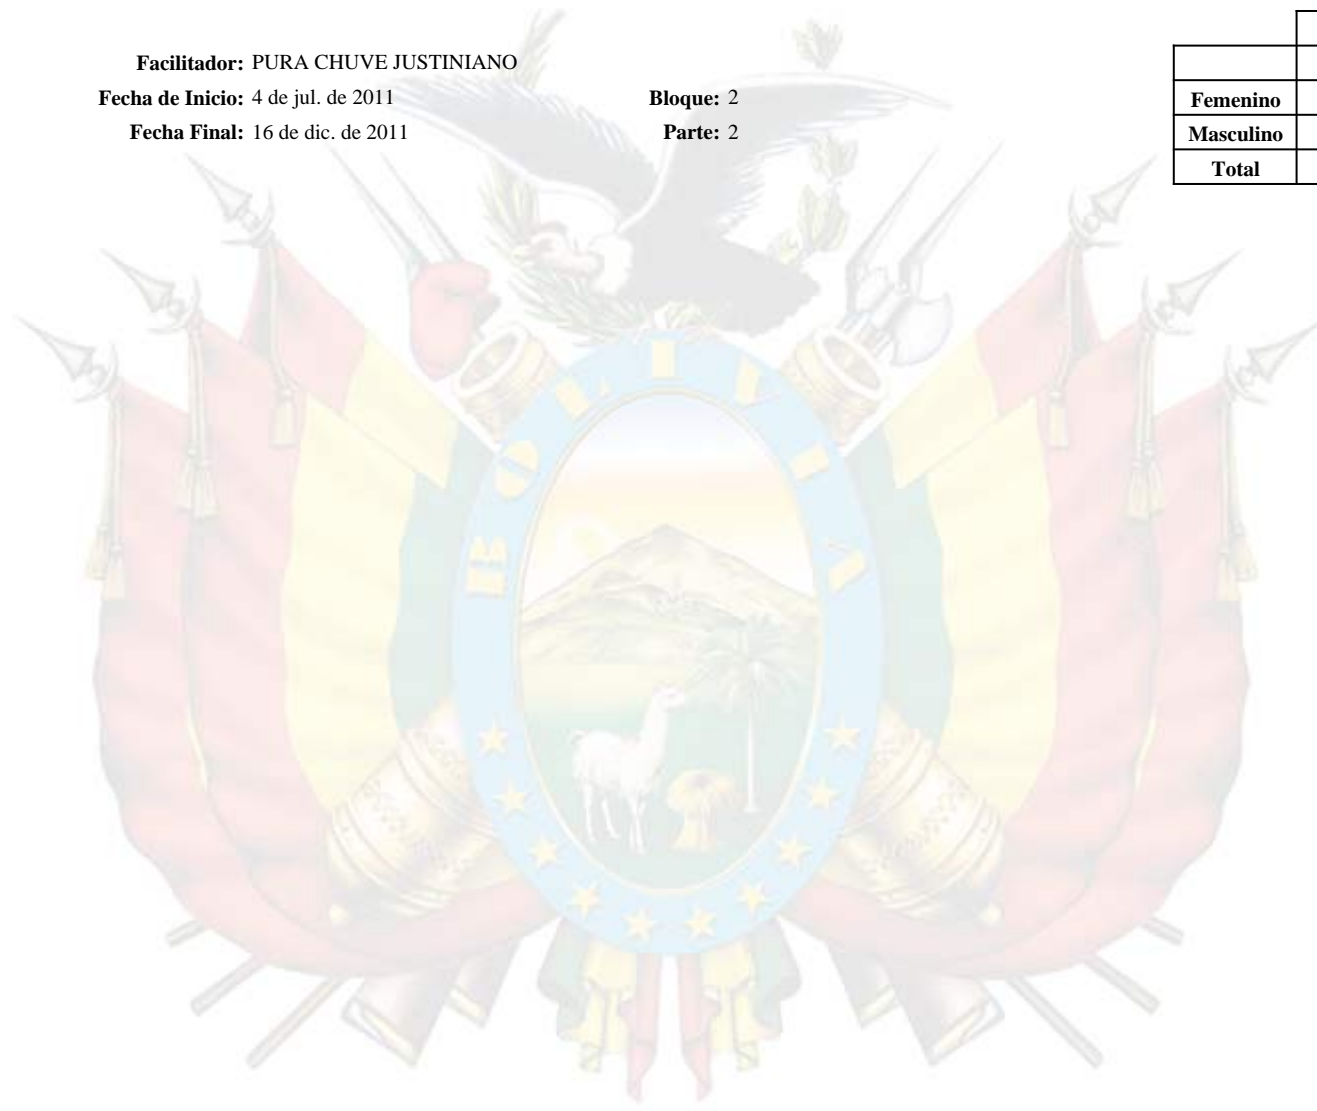 Facilitador: PURA CHUVE JUSTINIANO
Fecha de Inicio: 4 de jul. de 2011 Bloque: 2
Fecha Final: 16 de dic. de 2011 Parte: 2
Femenino
Masculino
Total
BOLIVIA